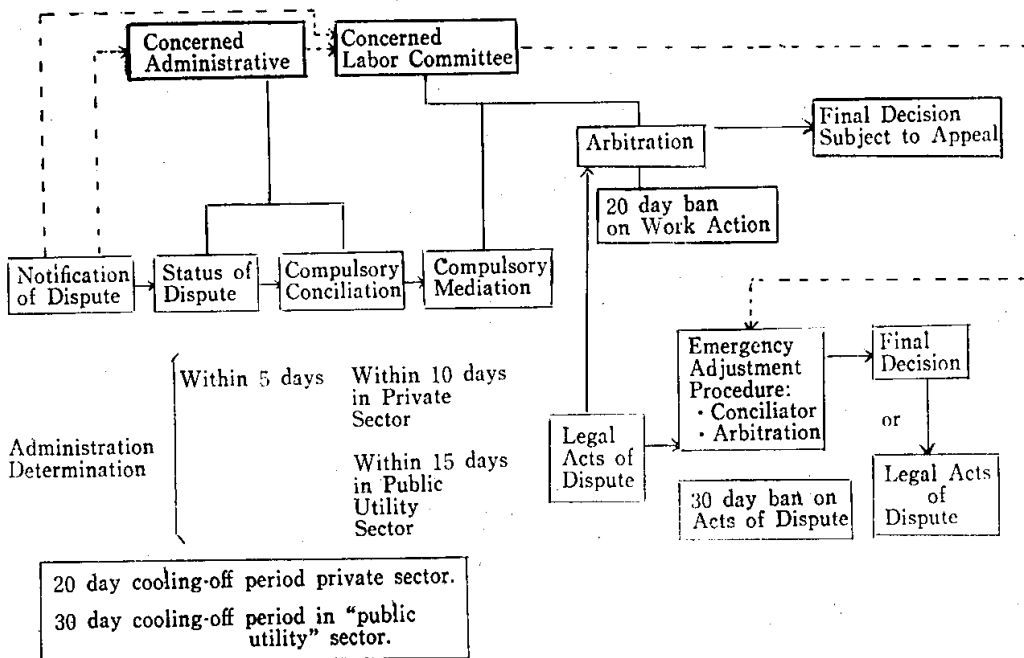 Concerned
Administrative
Concerned
Labor Committee
Final Decision
Subject to Appeal
Arbitration
20 day ban
on Work Action
Notification
of Dispute
Status of
Dispute
Compulsory
Conciliation
Compulsory
Mediation
Emergency
Adjustment
Procedure:
· Conciliator
· Arbitration
Final
Decision
or
Legal Acts
of
Dispute
Legal
Acts of
Dispute
30 day ban on
Acts of Dispute
Administration
Determination
Within 5 days
Within 10 days
in Private
Sector
Within 15 days
in Public
Utility
Sector
20 day cooling-off period private sector.
30 day cooling-off period in “public
utility” sector.